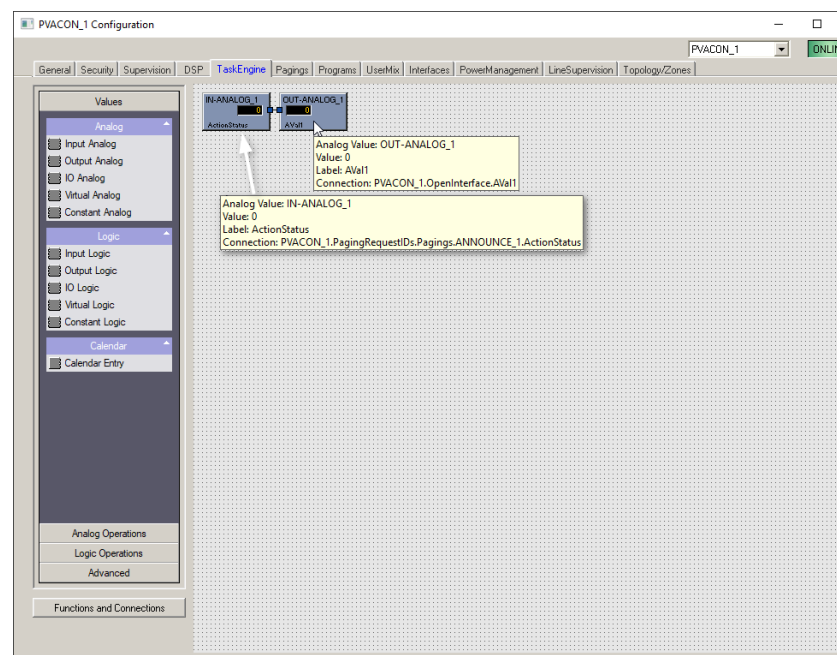 PVACON_1 Configuration
PVACON_1
ONLIN
General Security Supervision DSP TaskEngine Pagings Programs UserMix Interfaces PowerManagement LineSupervision Topology/Zones
Values
Analog
Input Analog
Output Analog
IO Analog
Virtual Analog
Constant Analog
Logic
Input Logic
Output Logic
IO Logic
Virtual Logic
Constant Logic
Calendar
Calendar Entry
Analog Operations
Logic Operations
Advanced
Functions and Connections
IN-ANALOG_1
0
ActionStatus
OUT-ANALOG_1
0
AVal1
Analog Value: OUT-ANALOG_1
Value: 0
Label: AVal1
Connection: PVACON_1.OpenInterface.AVal1
Analog Value: IN-ANALOG_1
Value: 0
Label: ActionStatus
Connection: PVACON_1.PagingRequestIDs.Pagings.ANNOUNCE_1.ActionStatus